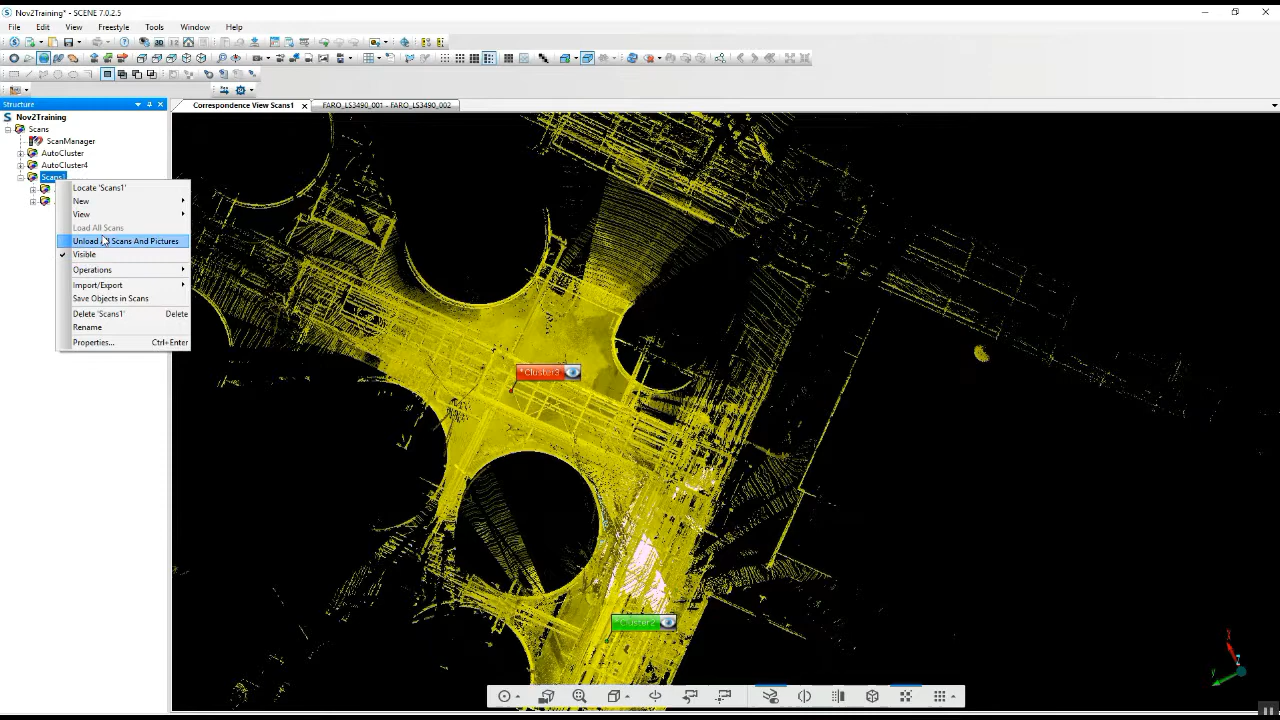 Nov2Training* - SCENE 7.0.2.5
File Edit View Freestyle Tools Window Help
Structure
Correspondence View Scans1
FARO_LS3490_001 - FARO_LS3490_002
Nov2Training
Scans
ScanManager
AutoCluster
AutoCluster4
Scans1
Locate 'Scans1'
New
View
Load All Scans
Scans And Pictures
Visible
Operations
Import/Export
Save Objects in Scans
Delete 'Scans1' Delete
Rename
Properties... Ctrl+Enter
*Cluster3
*Cluster2
X
Y
Z